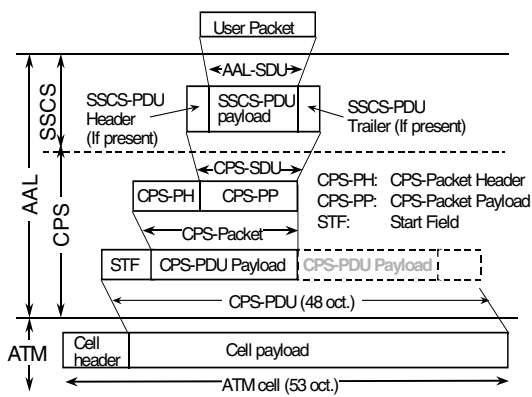 User Packet
AAL-SDU
SSCS-PDU
Header
(If present)
SSCS-PDU
payload
SSCS-PDU
Trailer (If present)
SSCS
CPS-SDU
AAL
CPS
CPS-PH
CPS-PP
CPS-PH: CPS-Packet Header
CPS-PP: CPS-Packet Payload
STF: Start Field
CPS-Packet
STF
CPS-PDU Payload
CPS-PDU Payload
CPS-PDU (48 oct.)
ATM
Cell
header
Cell payload
ATM cell (53 oct.)